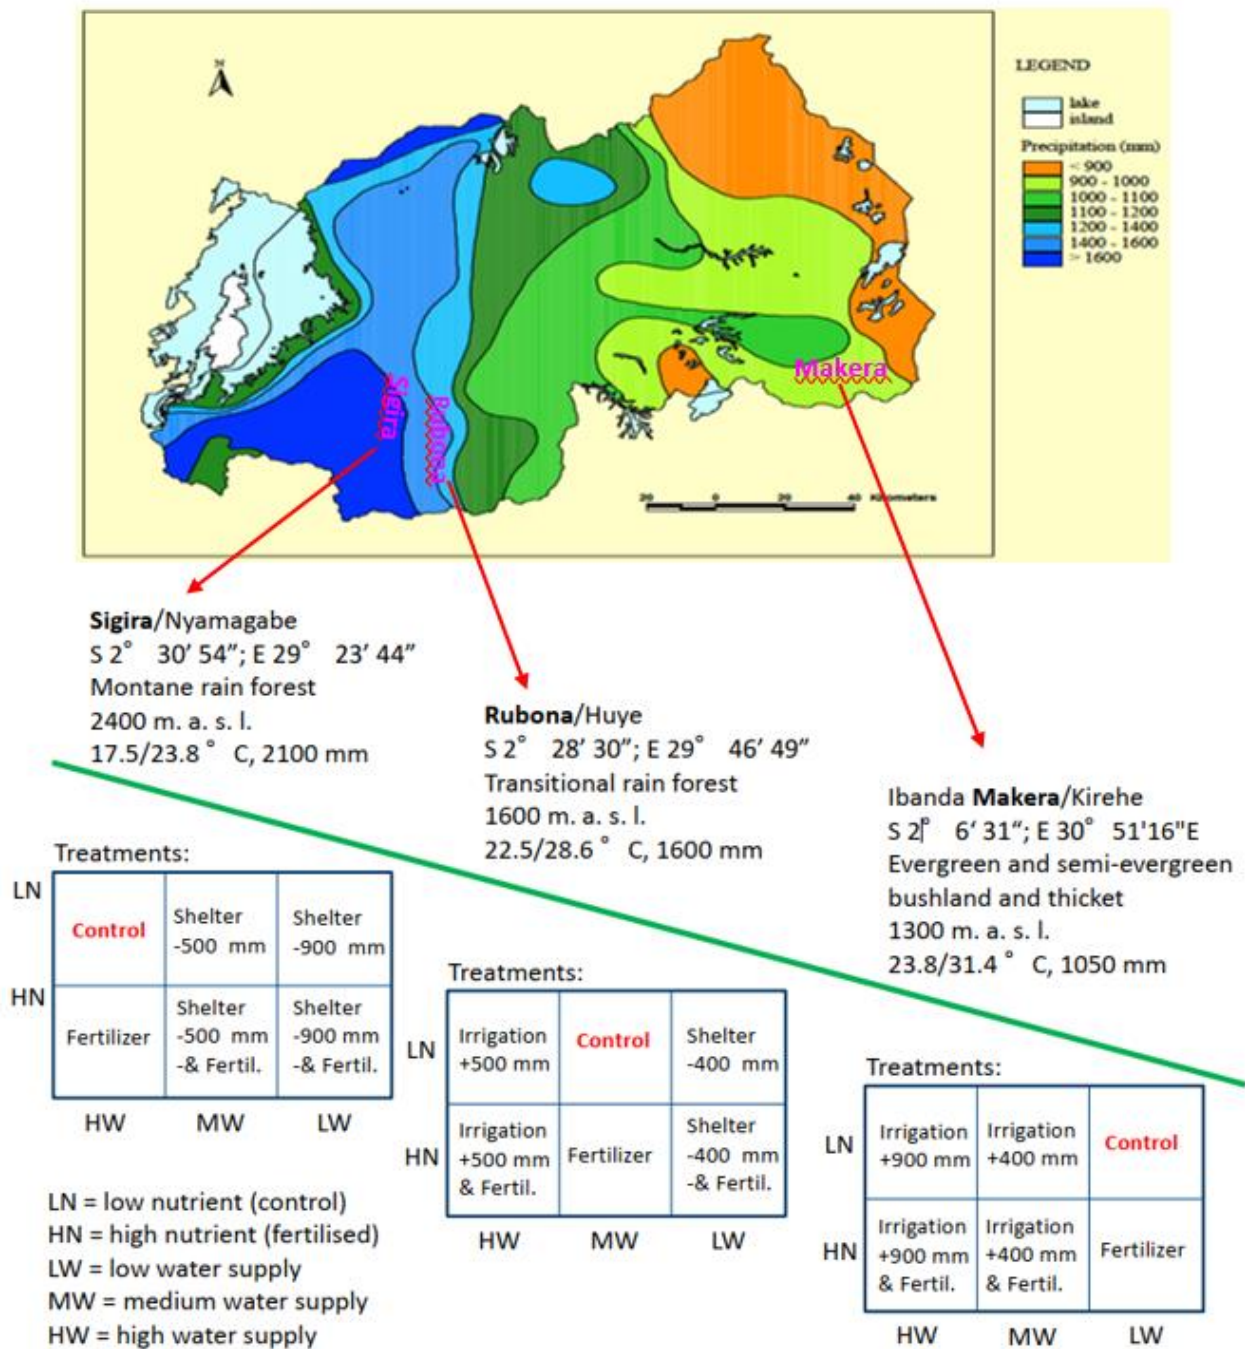 N
LEGEND
lake
island
Precipitation (mm)
< 900
900 - 1000
1000 - 1100
1100 - 1200
1200 - 1400
1400 - 1600
> 1600
Sigira
Rubona
Makera
20 0 20 40 Kilometers
Sigira/Nyamagabe
S 2° 30’ 54”; E 29° 23’ 44”
Montane rain forest
2400 m. a. s. l.
17.5/23.8 ° C, 2100 mm
Rubona/Huye
S 2° 28’ 30”; E 29° 46’ 49”
Transitional rain forest
1600 m. a. s. l.
22.5/28.6 ° C, 1600 mm
Ibanda Makera/Kirehe
S 2° 6‘ 31“; E 30° 51'16"E
Evergreen and semi-evergreen
bushland and thicket
1300 m. a. s. l.
23.8/31.4 ° C, 1050 mm
Treatments:
LN
Control
Shelter
-500 mm
Shelter
-900 mm
HN
Fertilizer
Shelter
-500 mm
-& Fertil.
Shelter
-900 mm
-& Fertil.
HW MW LW
Treatments:
LN
Irrigation
+500 mm
Control
Shelter
-400 mm
HN
Irrigation
+500 mm
& Fertil.
Fertilizer
Shelter
-400 mm
-& Fertil.
HW MW LW
Treatments:
LN
Irrigation
+900 mm
Irrigation
+400 mm
Control
HN
Irrigation
+900 mm
& Fertil.
Irrigation
+400 mm
& Fertil.
Fertilizer
HW MW LW
LN = low nutrient (control)
HN = high nutrient (fertilised)
LW = low water supply
MW = medium water supply
HW = high water supply